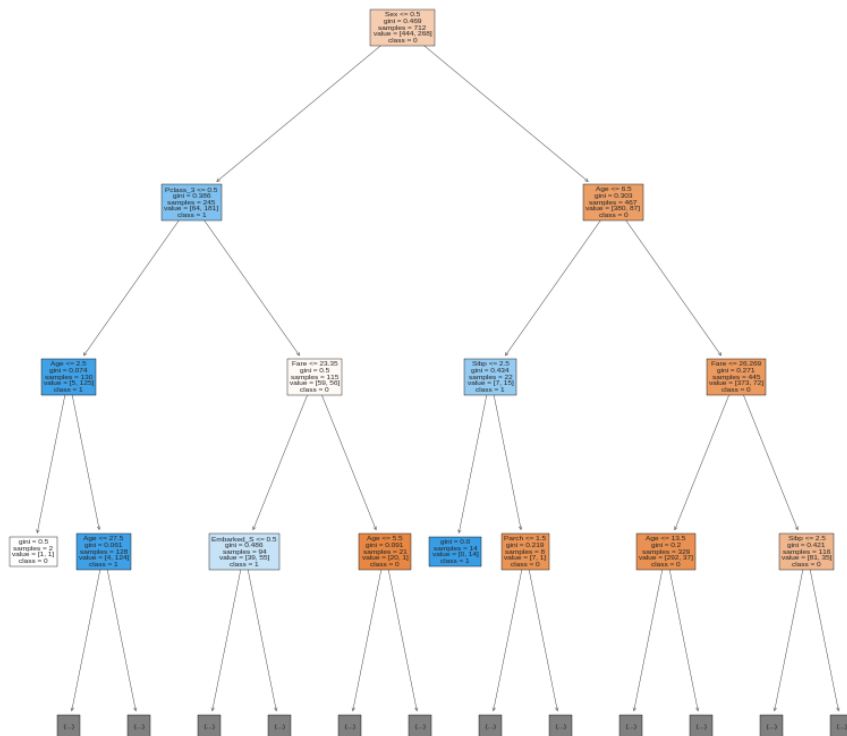 Sex <= 0.5
gini = 0.469
samples = 712
value = [444, 268]
class = 0
Pclass_3 <= 0.5
gini = 0.386
samples = 245
value = [64, 181]
class = 1
Age <= 6.5
gini = 0.303
samples = 467
value = [380, 87]
class = 0
Age <= 2.5
gini = 0.074
samples = 130
value = [5, 125]
class = 1
Fare <= 23.35
gini = 0.5
samples = 115
value = [59, 56]
class = 0
Sibp <= 2.5
gini = 0.434
samples = 22
value = [7, 15]
class = 1
Fare <= 26.269
gini = 0.271
samples = 445
value = [373, 72]
class = 0
gini = 0.5
samples = 2
value = [1, 1]
class = 0
Age <= 27.5
gini = 0.061
samples = 128
value = [4, 124]
class = 1
Embarked_S <= 0.5
gini = 0.486
samples = 94
value = [39, 55]
class = 1
Age <= 5.5
gini = 0.091
samples = 21
value = [20, 1]
class = 0
gini = 0.0
samples = 14
value = [0, 14]
class = 1
Parch <= 1.5
gini = 0.219
samples = 8
value = [7, 1]
class = 0
Age <= 13.5
gini = 0.2
samples = 329
value = [292, 37]
class = 0
Sibp <= 2.5
gini = 0.421
samples = 116
value = [81, 35]
class = 0
(...)
(...)
(...)
(...)
(...)
(...)
(...)
(...)
(...)
(...)
(...)
(...)